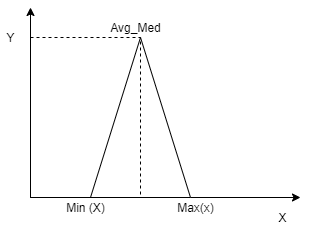 Avg_Med
Y
Min (X)
Max(x)
X